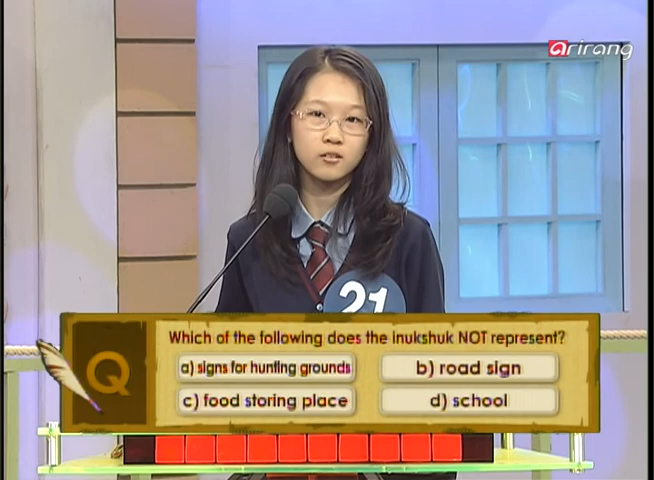 arirang
21
Q
Which of the following does the inukshuk NOT represent?
a) signs for hunting grounds
b) road sign
c) food storing place
d) school